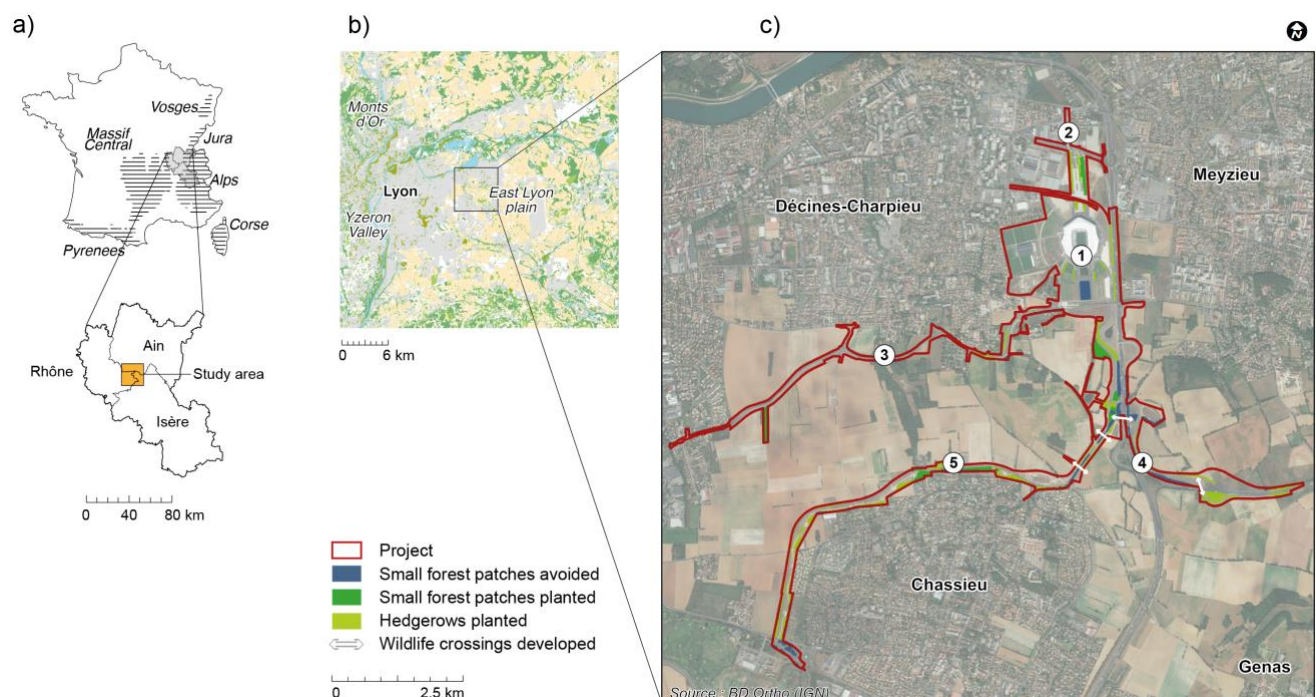 a)
Vosges
Massif
Central
Jura
Alps
Corse
Pyrenees
Ain
Rhône
Study area
Isère
0 40 80 km
b)
Monts
d'Or
Lyon
East Lyon
plain
Yzeron
Valley
0 6 km
Project
Small forest patches avoided
Small forest patches planted
Hedgerows planted
Wildlife crossings developed
0 2.5 km
c)
N
2
Meyzieu
Décines-Charpieu
1
3
5
4
Chassieu
Genas
Source : BD Ortho (IGN)